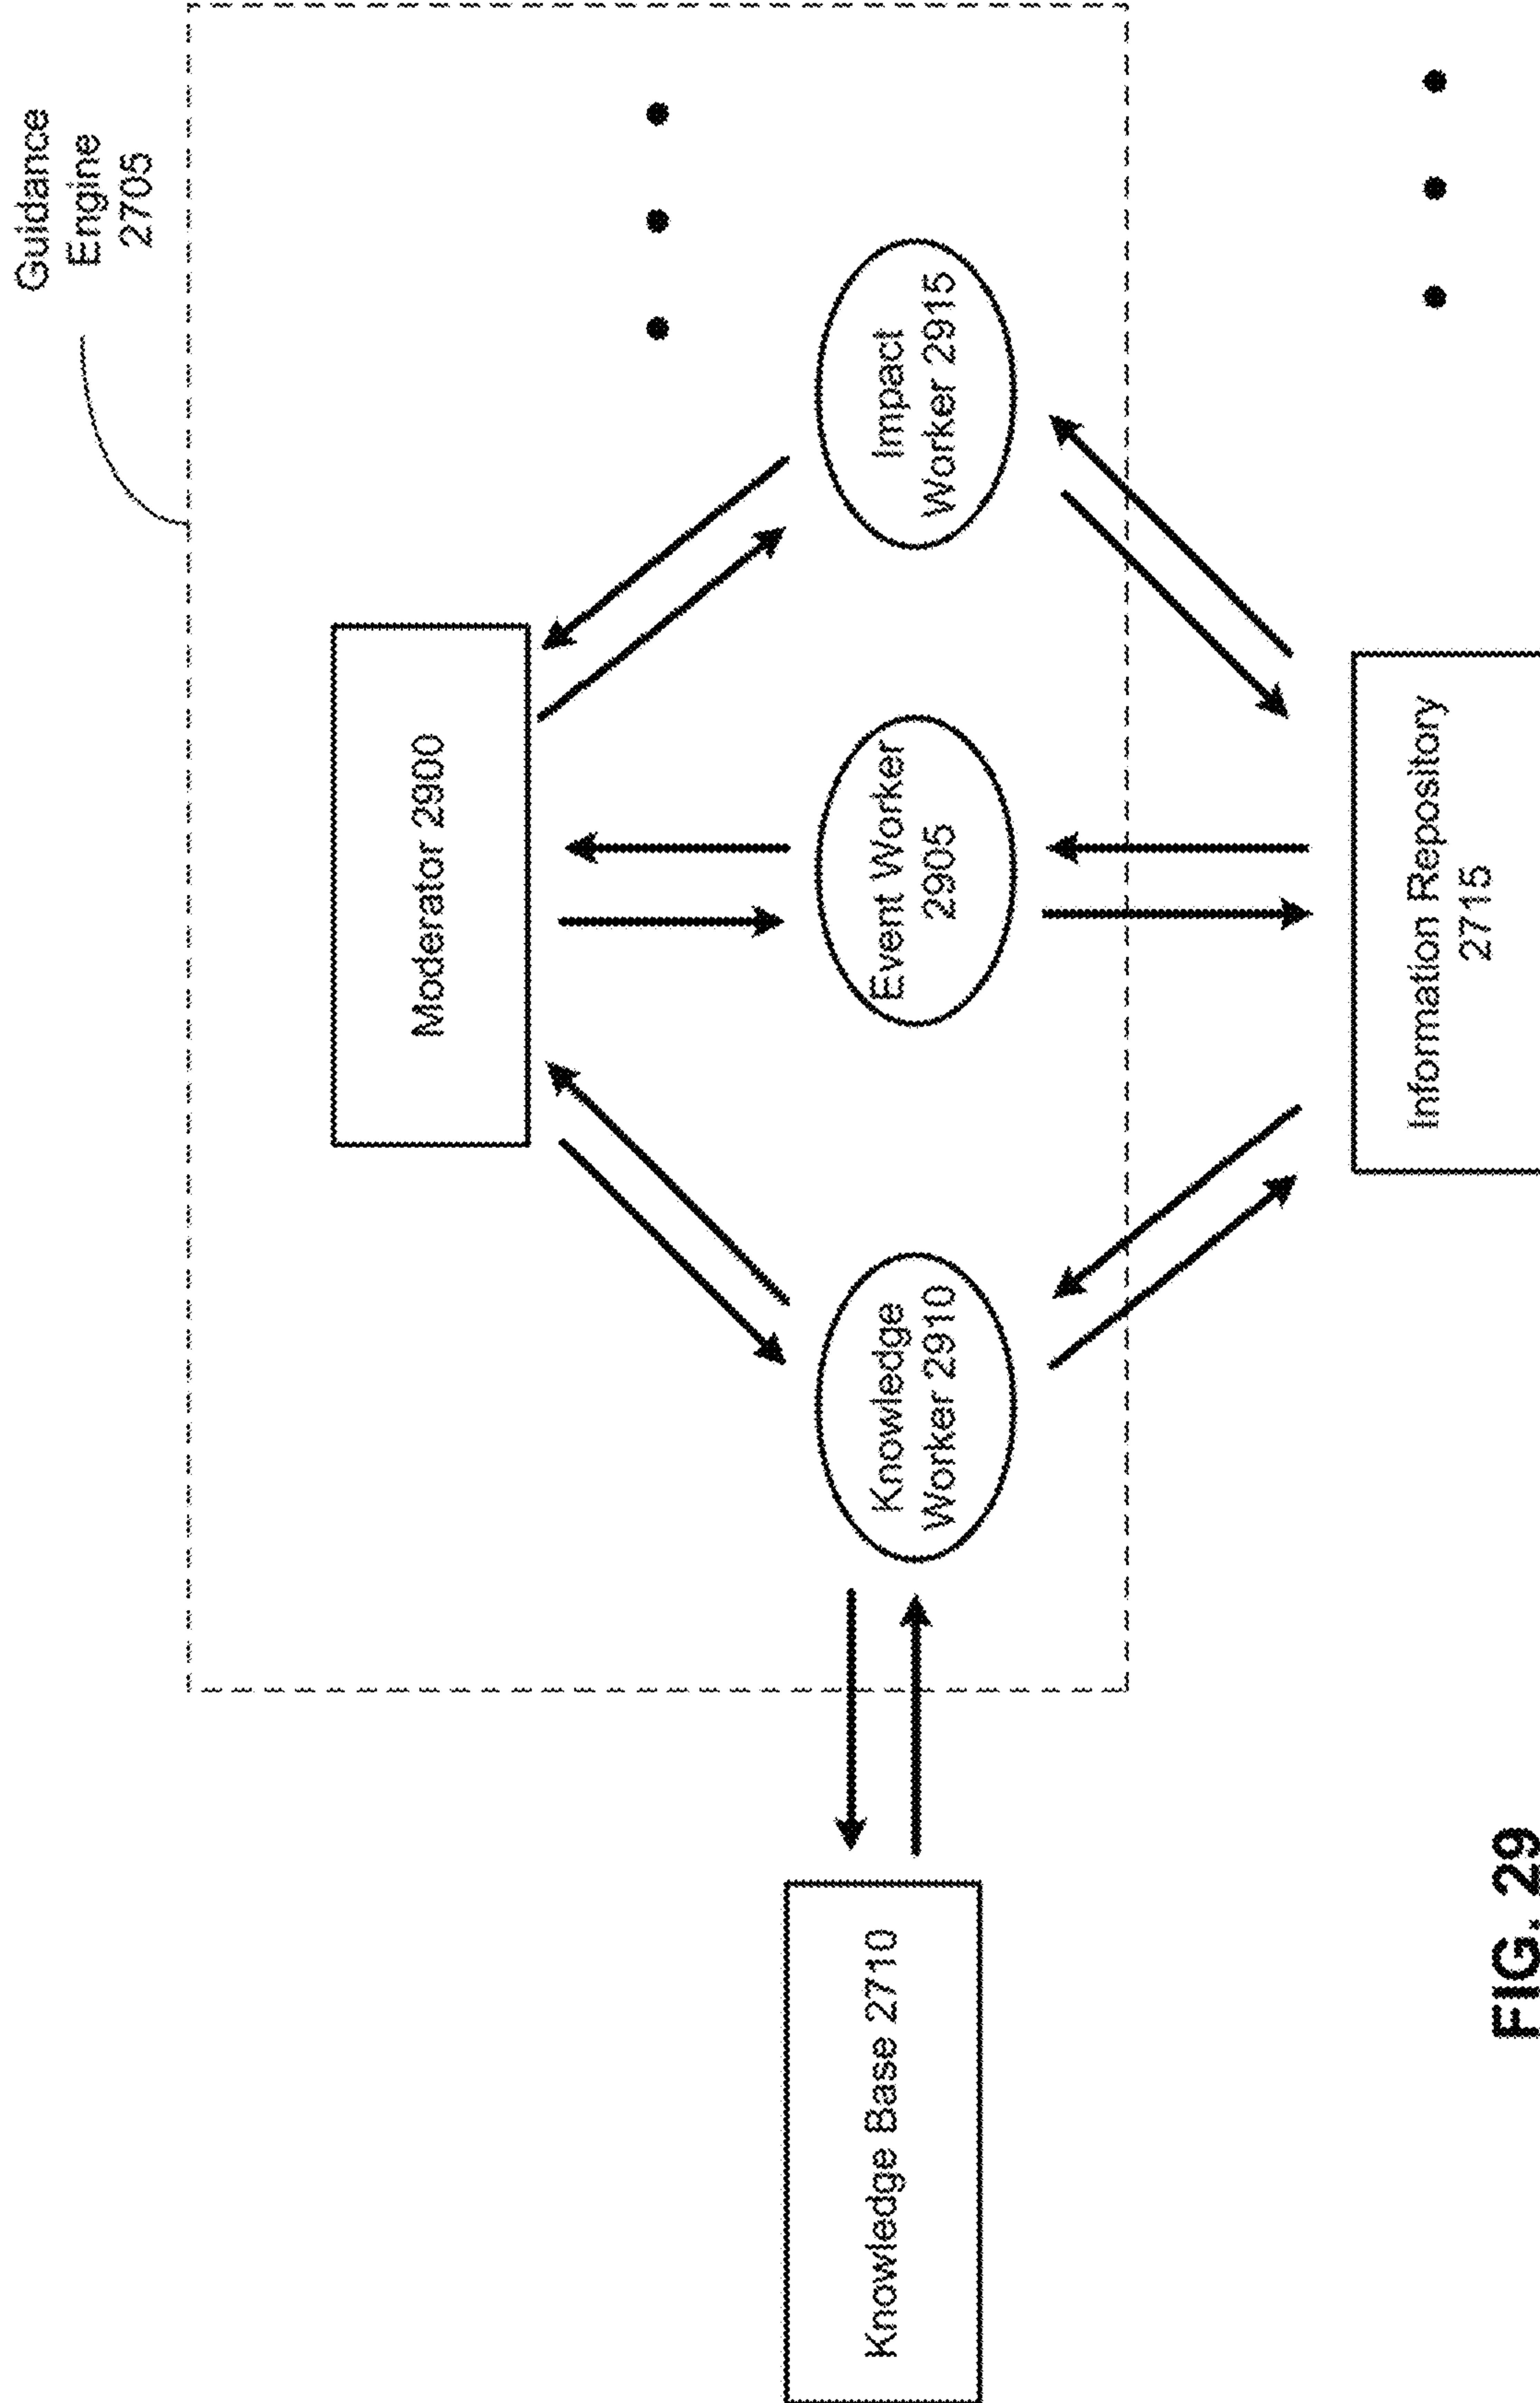 Guidance
Engine
2705
Moderator 2900
Knowledge
Worker 2910
Event Worker
2905
Impact
Worker 2915
Knowledge Base 2710
Information Repository
2715
FIG. 29